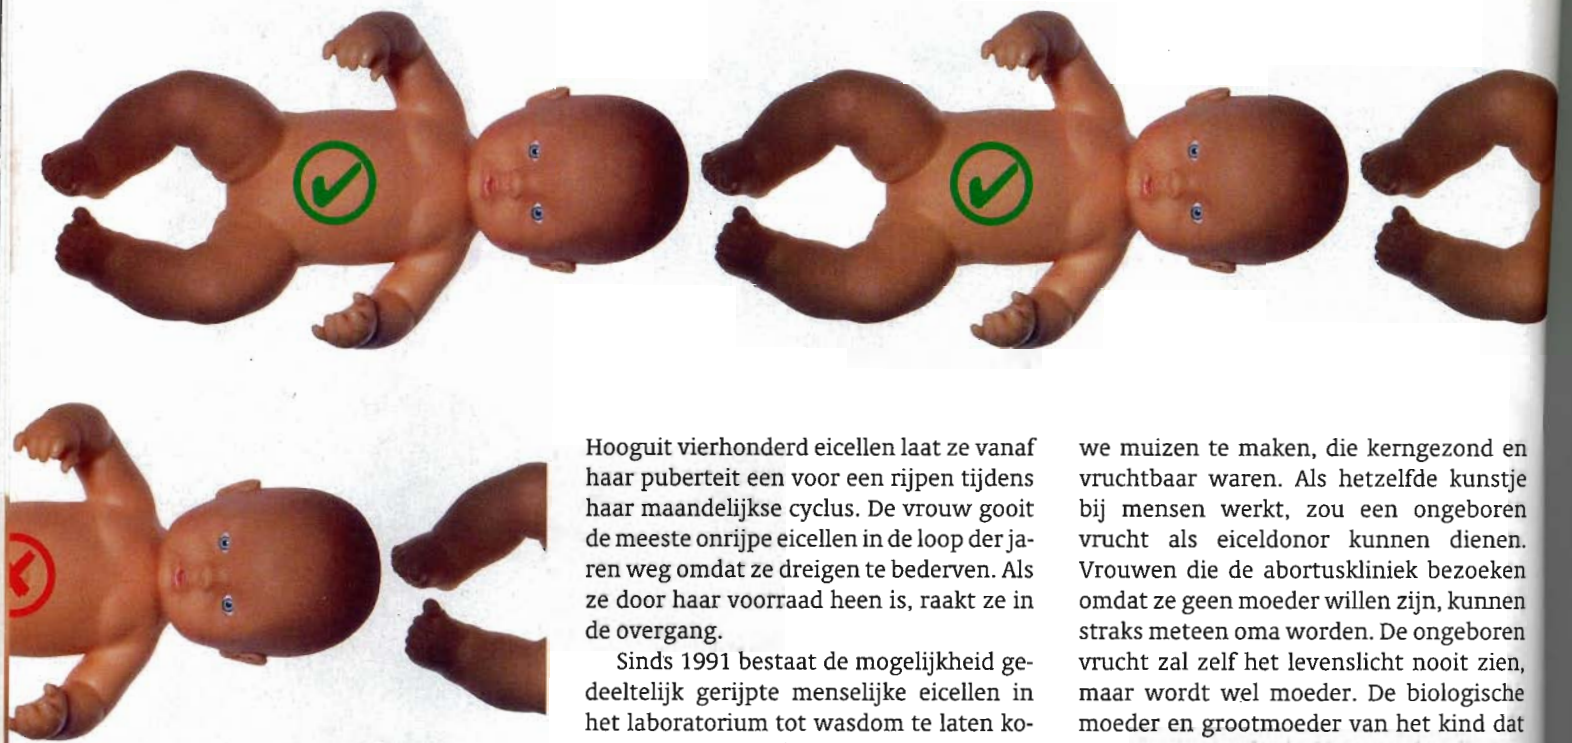 Hooguit vierhonderd eicellen laat ze vanaf
haar puberteit een voor een rijpen tijdens
haar maandelijkse cyclus. De vrouw gooit
de meeste onrijpe eicellen in de loop der ja-
ren weg omdat ze dreigen te bederven. Als
ze door haar voorraad heen is, raakt ze in
de overgang.
Sinds 1991 bestaat de mogelijkheid ge-
deeltelijk gerijpte menselijke eicellen in
het laboratorium tot wasdom te laten ko-
we muizen te maken, die kerngezond en
vruchtbaar waren. Als hetzelfde kunstje
bij mensen werkt, zou een ongeboren
vrucht als eiceldonor kunnen dienen.
Vrouwen die de abortuskliniek bezoeken
omdat ze geen moeder willen zijn, kunnen
straks meteen oma worden. De ongeboren
vrucht zal zelf het levenslicht nooit zien,
maar wordt wel moeder. De biologische
moeder en grootmoeder van het kind dat